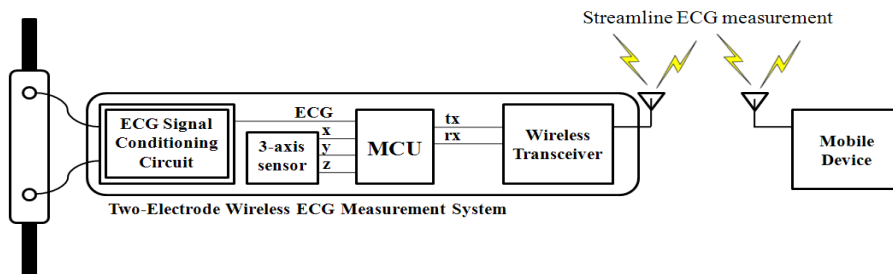 Streamline ECG measurement
ECG Signal
Conditioning
Circuit
ECG
x
y
z
3-axis
sensor
MCU
tx
rx
Wireless
Transceiver
Mobile
Device
Two-Electrode Wireless ECG Measurement System